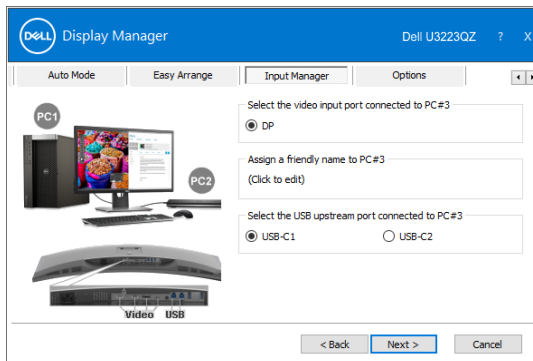 DELL Display Manager
Dell U3223QZ ? X
Auto Mode Easy Arrange Input Manager Options
Select the video input port connected to PC#3
DP
Assign a friendly name to PC#3
(Click to edit)
Select the USB upstream port connected to PC#3
USB-C1 USB-C2
PC1
PC2
Video USB
< Back Next > Cancel